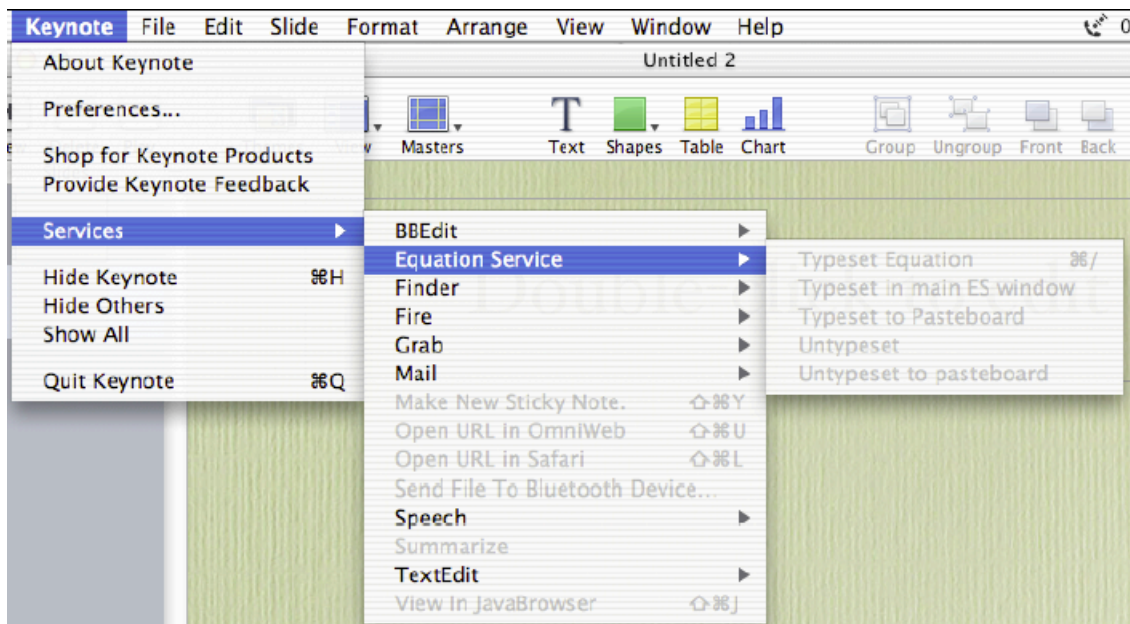 Keynote File Edit Slide Format Arrange View Window Help
Untitled 2
About Keynote
Preferences...
Shop for Keynote Products
Provide Keynote Feedback
Services
Hide Keynote ⌘H
Hide Others
Show All
Quit Keynote ⌘Q
Masters Text Shapes Table Chart Group Ungroup Front Back
BBEdit
Equation Service
Finder
Fire
Grab
Mail
Make New Sticky Note. ⇧⌘Y
Open URL in OmniWeb ⇧⌘U
Open URL in Safari ⇧⌘L
Send File To Bluetooth Device...
Speech
Summarize
TextEdit
View In JavaBrowser ⇧⌘J
Typeset Equation ⌘/
Typeset in main ES window
Typeset to Pasteboard
Untypeset
Untypeset to pasteboard